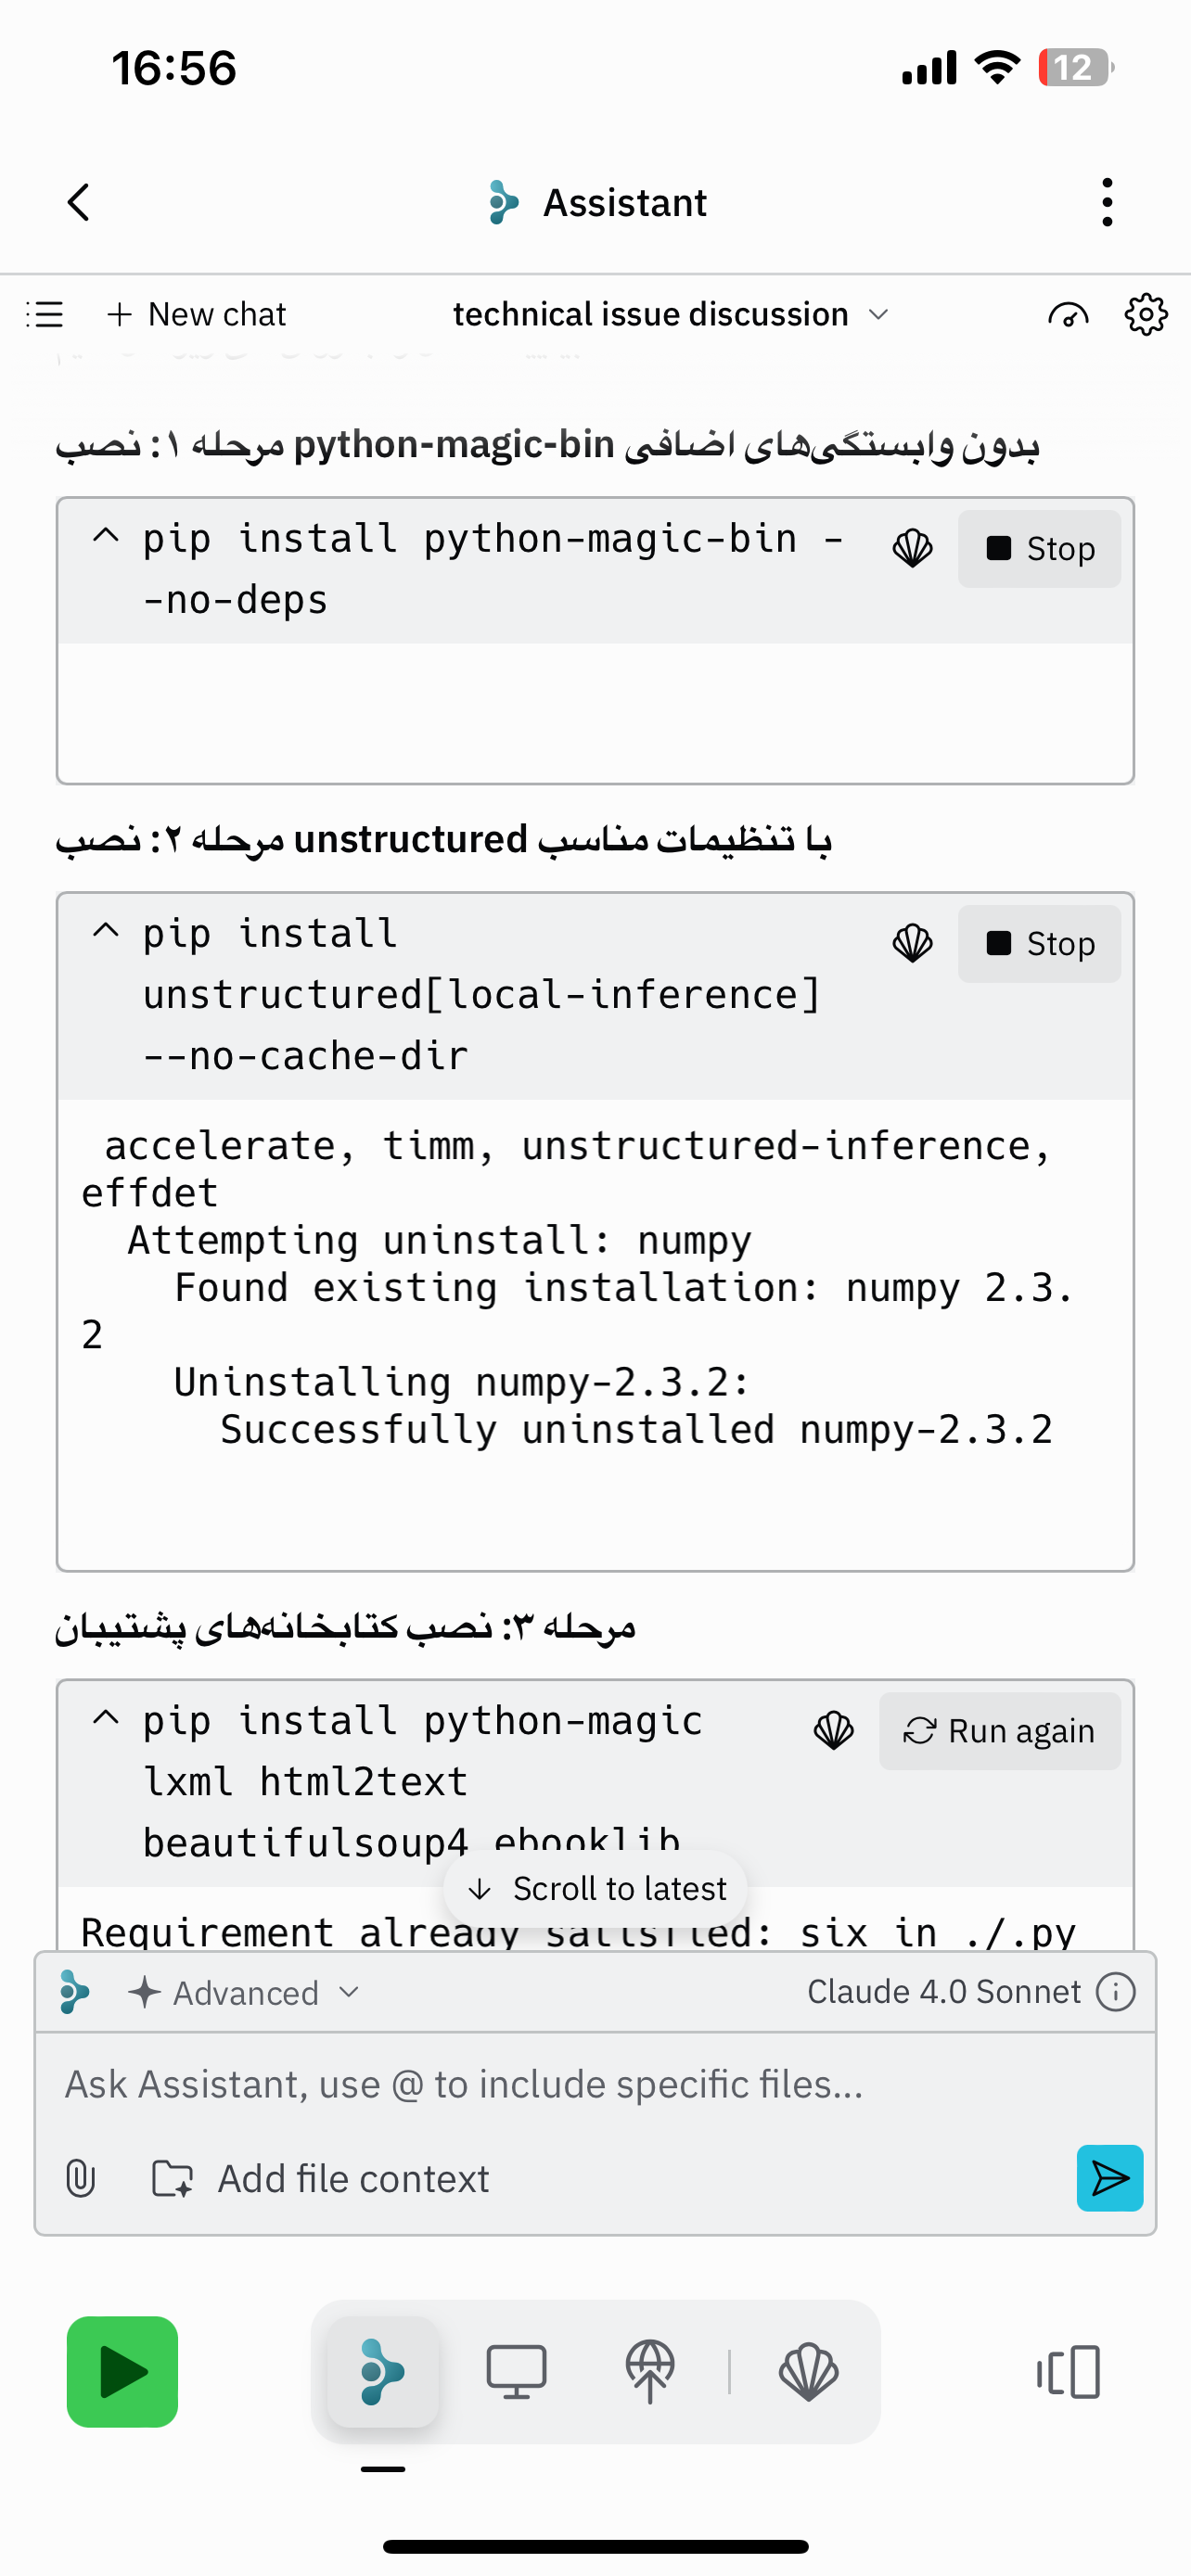 16:56
12
Assistant
New chat
technical issue discussion
مرحله ۱: نصب python-magic-bin بدون وابستگی‌های اضافی
pip install python-magic-bin -
-no-deps
Stop
مرحله ۲: نصب unstructured با تنظیمات مناسب
pip install
unstructured[local-inference]
--no-cache-dir
Stop
accelerate, timm, unstructured-inference,
effdet
Attempting uninstall: numpy
Found existing installation: numpy 2.3.
2
Uninstalling numpy-2.3.2:
Successfully uninstalled numpy-2.3.2
مرحله ۳: نصب کتابخانه‌های پشتیبان
pip install python-magic
lxml html2text
beautifulsoup4 ebooklib
Run again
Scroll to latest
Requirement already satisfied: six in ./.py
Advanced
Claude 4.0 Sonnet
Ask Assistant, use @ to include specific files...
Add file context